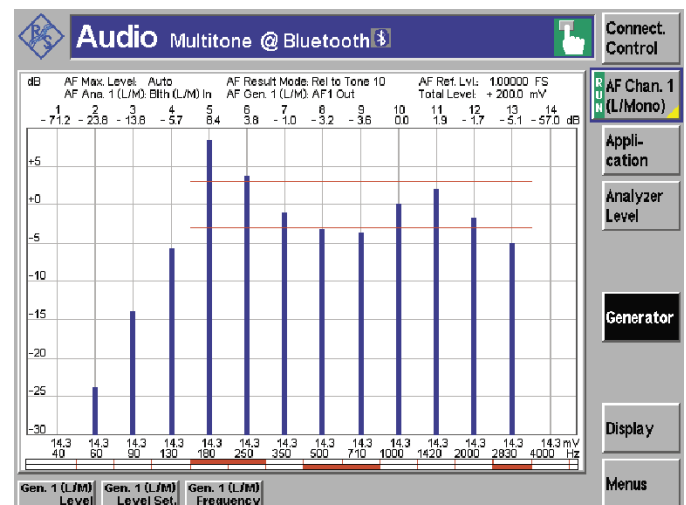 R&S
Audio Multitone @ Bluetooth
Connect. Control
dB AF Max. Level: Auto AF Result Mode: Rel to Tone 10 AF Ref. Lvl.: 1.00000 FS
AF Ana. 1 (L/M): Blth (L/M) In AF Gen. 1 (L/M): AF1 Out Total Level: + 200.0 mV
1 2 3 4 5 6 7 8 9 10 11 12 13 14
- 71.2 - 23.8 - 13.8 - 5.7 8.4 3.8 - 1.0 - 3.2 - 3.6 0.0 1.9 - 1.7 - 5.1 - 57.0 dB
+5
+0
-5
-10
-15
-20
-25
-30
14.3 14.3 14.3 14.3 14.3 14.3 14.3 14.3 14.3 14.3 14.3 14.3 14.3 14.3 mV
40 60 90 130 180 250 350 500 710 1000 1420 2000 2830 4000 Hz
Gen. 1 (L/M) Level
Gen. 1 (L/M) Level Set.
Gen. 1 (L/M) Frequency
RUN
AF Chan. 1 (L/Mono)
Appli-
cation
Analyzer
Level
Generator
Display
Menus